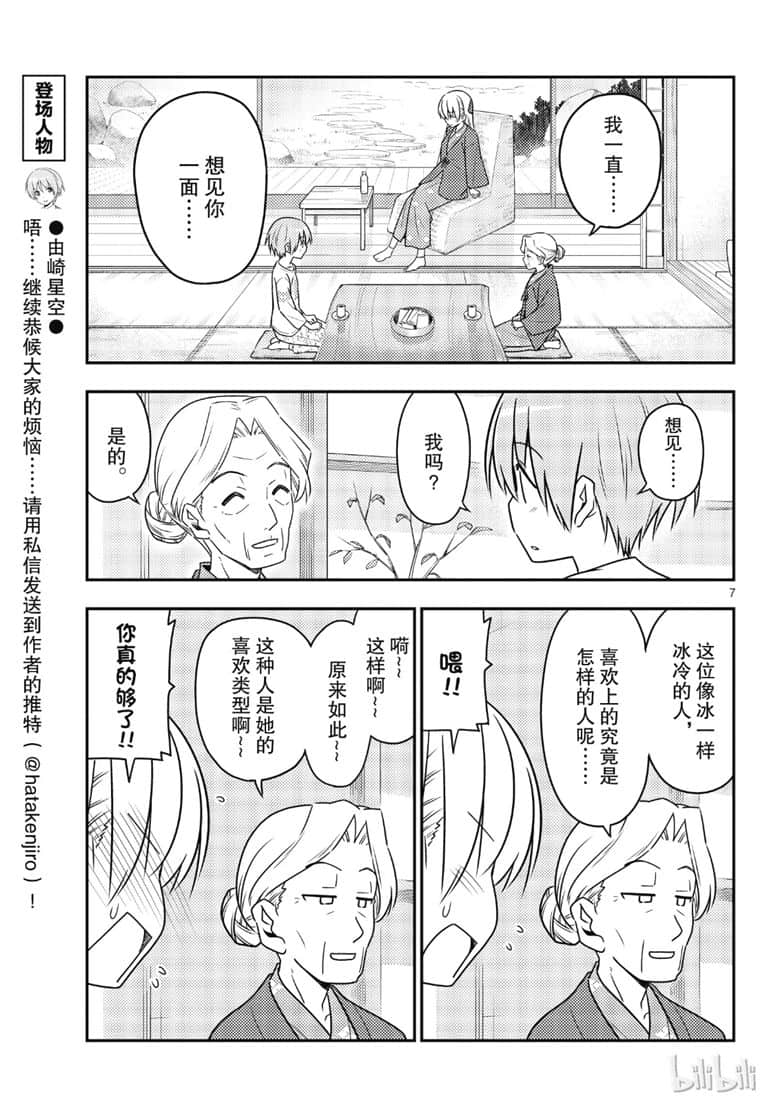 我一直……
想见你
一面……
想见……
我吗？
是的。
7
这位像冰一样
冰冷的人，
喜欢上的究竟是
怎样的人呢……
喂!!
嗬~~
这样啊~~
原来如此~~
这种人是她的
喜欢类型啊~~
你真的
够了!!
登场人物
●由崎星空●
唔……继续恭候大家的烦恼……请用私信发送到作者的推特(@hatakenjiro)!
bilibili